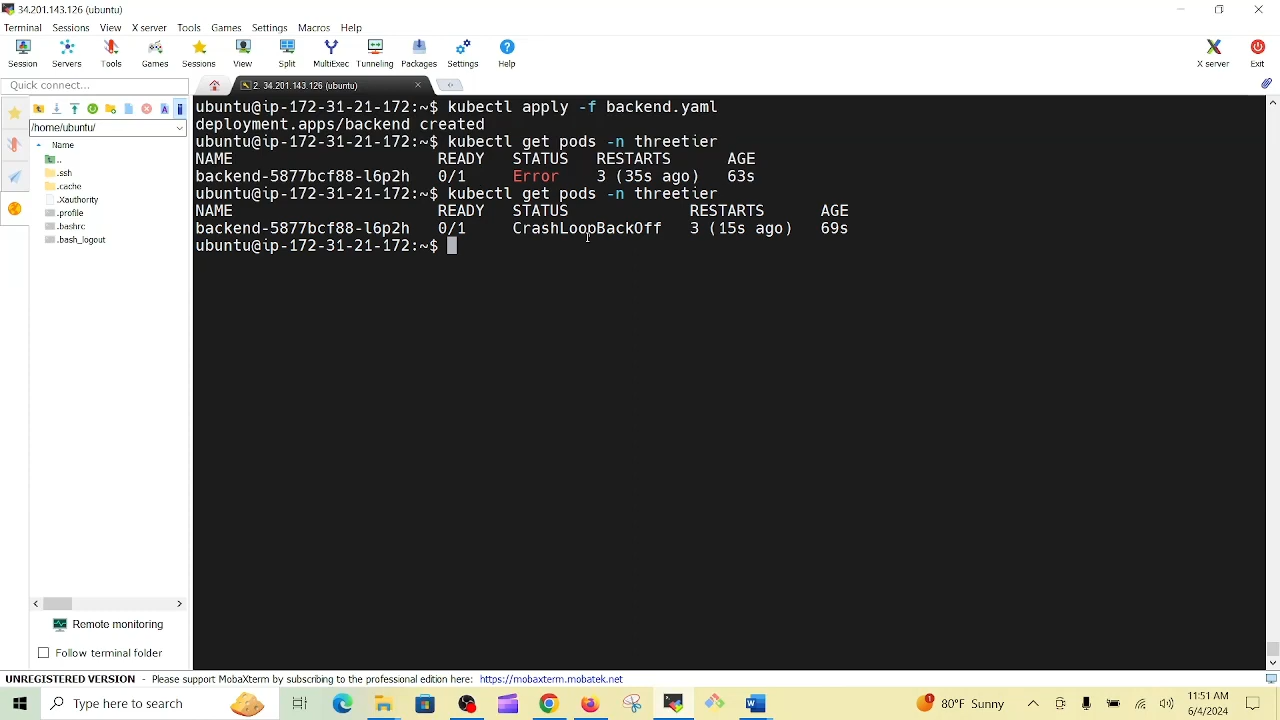 34.201.143.126 (ubuntu)
Terminal Sessions View X server Tools Games Settings Macros Help
Session Servers Tools Games Sessions View Split MultiExec Tunneling Packages Settings Help X server Exit
Quick connect...
2. 34.201.143.126 (ubuntu)
/home/ubuntu/
Name
..
.ssh
.cache
.Xauthority
.profile
.bashrc
.bash_logout
ubuntu@ip-172-31-21-172:~$ kubectl apply -f backend.yaml
deployment.apps/backend created
ubuntu@ip-172-31-21-172:~$ kubectl get pods -n threetier
NAME READY STATUS RESTARTS AGE
backend-5877bcf88-l6p2h 0/1 Error 3 (35s ago) 63s
ubuntu@ip-172-31-21-172:~$ kubectl get pods -n threetier
NAME READY STATUS RESTARTS AGE
backend-5877bcf88-l6p2h 0/1 CrashLoopBackOff 3 (15s ago) 69s
ubuntu@ip-172-31-21-172:~$
Remote monitoring
Follow terminal folder
UNREGISTERED VERSION - Please support MobaXterm by subscribing to the professional edition here: https://mobaxterm.mobatek.net
Type here to search
80°F Sunny
11:51 AM
6/4/2024